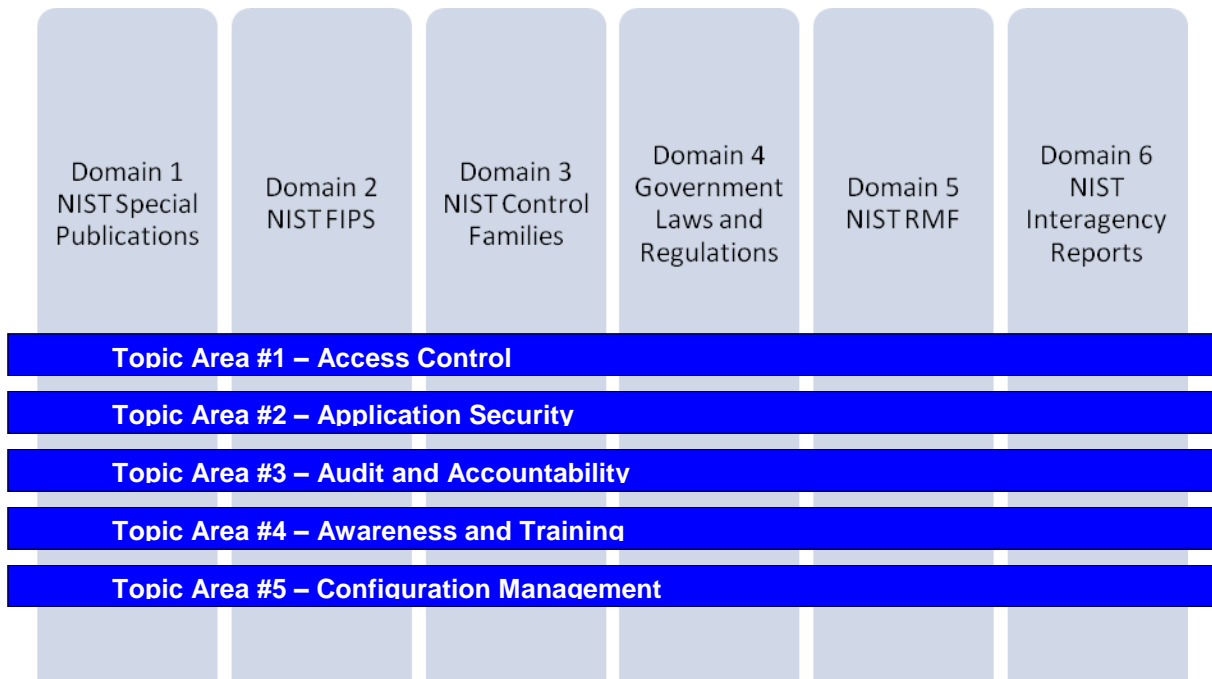 Domain 1
NIST Special
Publications
Domain 2
NIST FIPS
Domain 3
NIST Control
Families
Domain 4
Government
Laws and
Regulations
Domain 5
NIST RMF
Domain 6
NIST
Interagency
Reports
Topic Area #1 – Access Control
Topic Area #2 – Application Security
Topic Area #3 – Audit and Accountability
Topic Area #4 – Awareness and Training
Topic Area #5 – Configuration Management